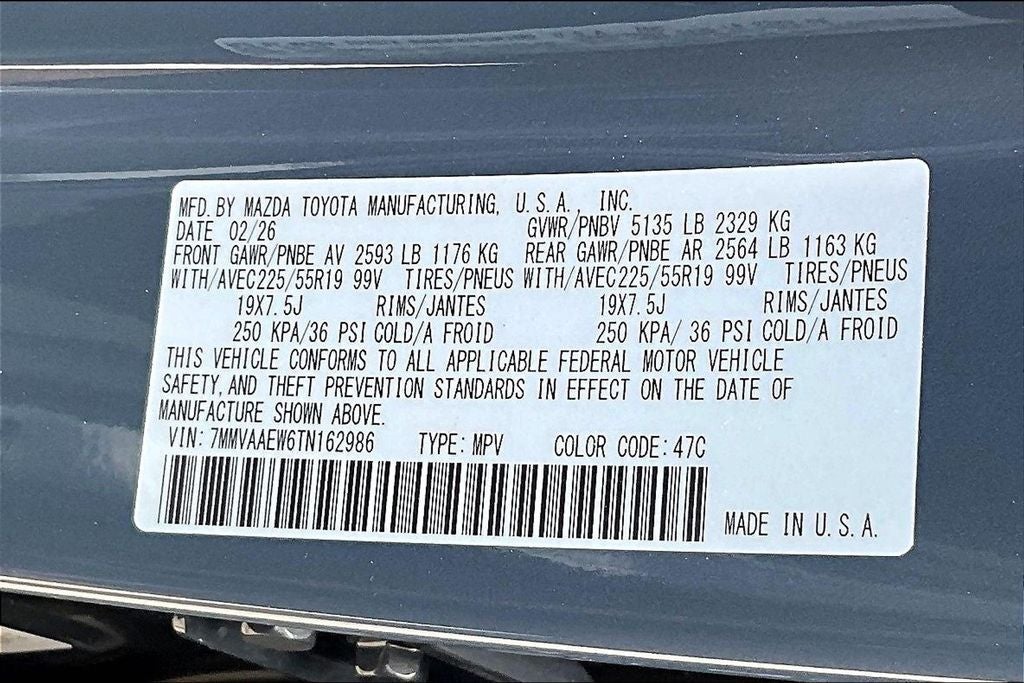 MFD. BY MAZDA TOYOTA MANUFACTURING, U.S.A., INC.
DATE 02/26 GVWR/PNBV 5135 LB 2329 KG
FRONT GAWR/PNBE AV 2593 LB 1176 KG REAR GAWR/PNBE AR 2564 LB 1163 KG
WITH/AVEC225/55R19 99V TIRES/PNEUS WITH/AVEC225/55R19 99V TIRES/PNEUS
19X7.5J RIMS/JANTES 19X7.5J RIMS/JANTES
250 KPA/36 PSI COLD/A FROID 250 KPA/ 36 PSI COLD/A FROID
THIS VEHICLE CONFORMS TO ALL APPLICABLE FEDERAL MOTOR VEHICLE
SAFETY, AND THEFT PREVENTION STANDARDS IN EFFECT ON THE DATE OF
MANUFACTURE SHOWN ABOVE.
VIN: 7MMVAAEW6TN162986 TYPE: MPV COLOR CODE: 47C
MADE IN U.S.A.